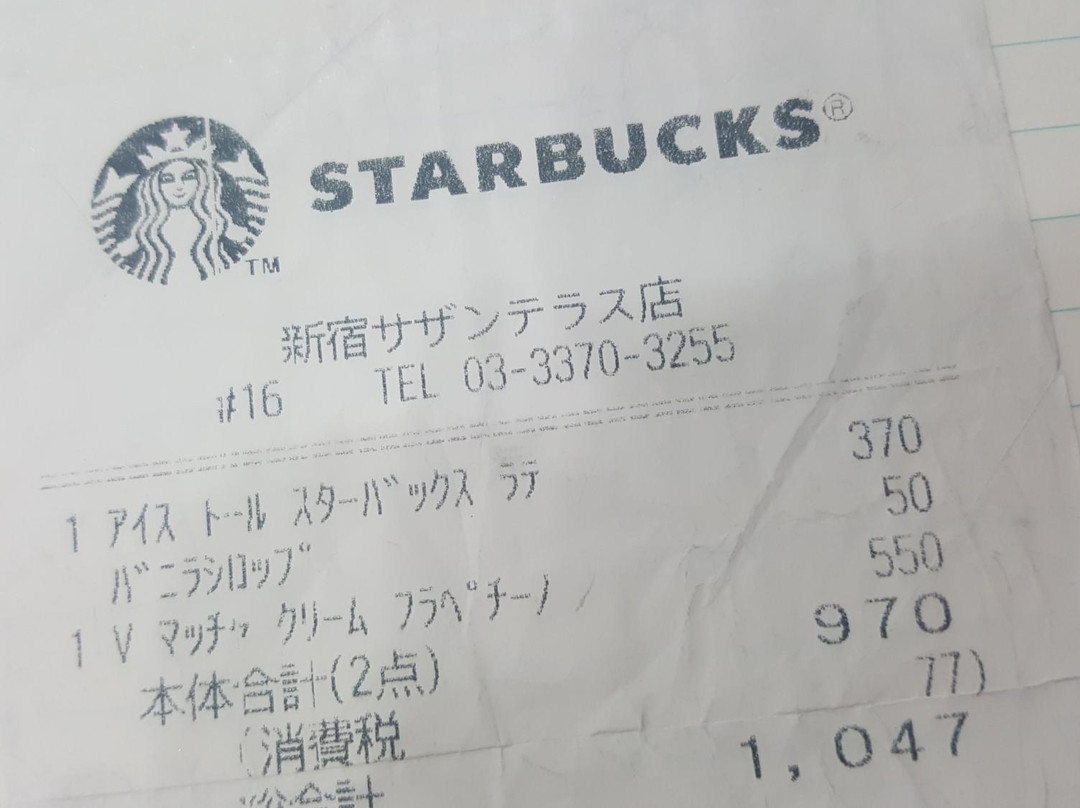 STARBUCKS®
TM
新宿サザンテラス店
#16 TEL 03-3370-3255
1 アイス トール スターバックス ラテ 370
バニラシロップ 50
1 V マッチャ クリーム フラペチーノ 550
本体合計(2点) 970
(消費税 77)
総合計 1,047